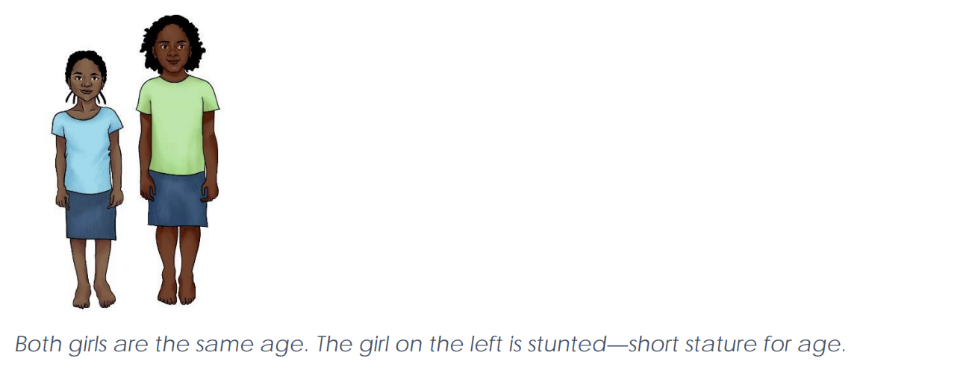 Both girls are the same age. The girl on the left is stunted—short stature for age.